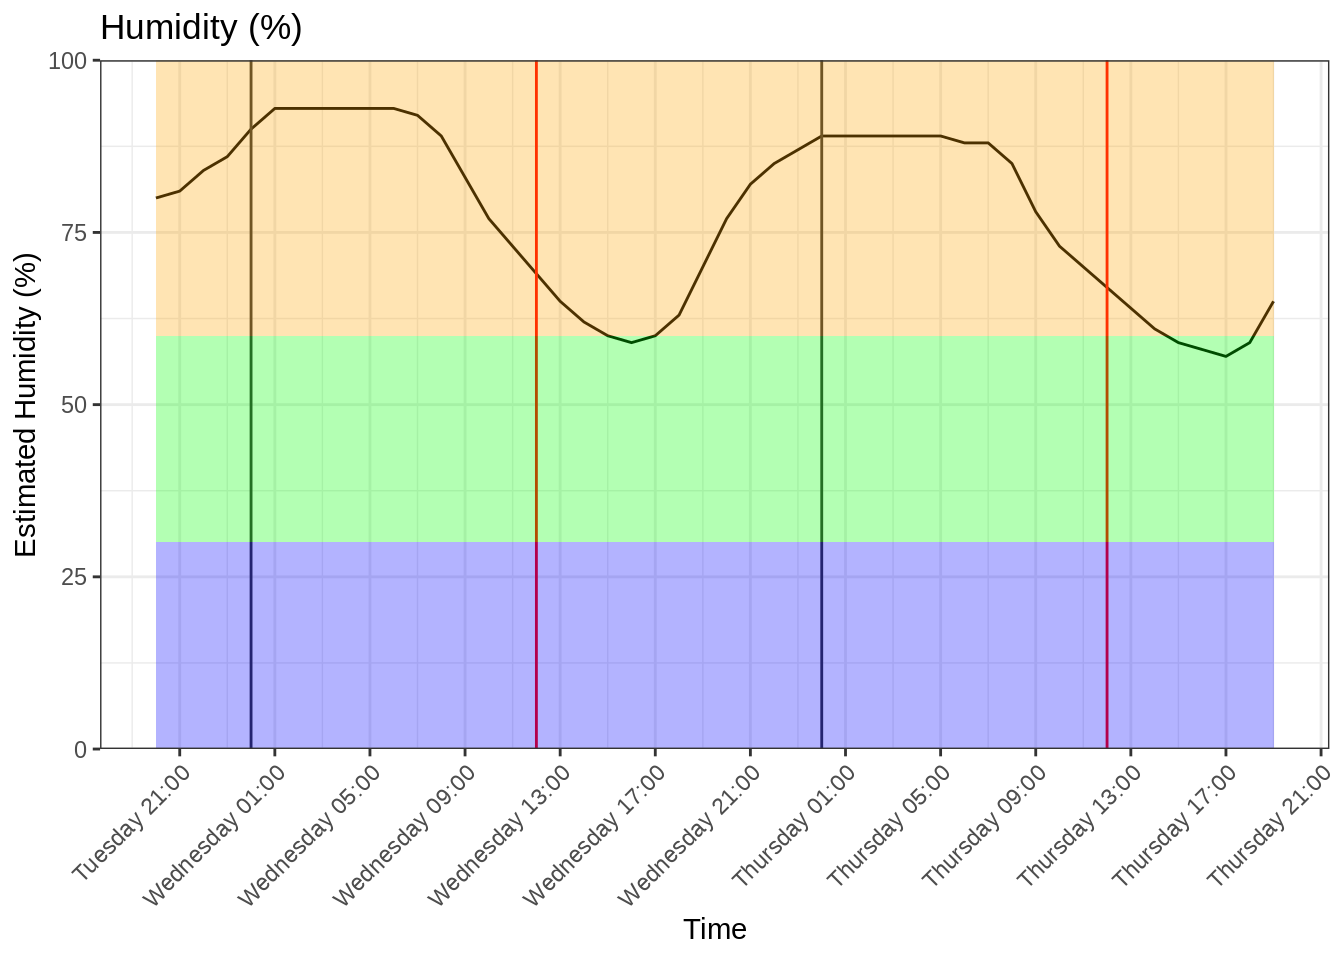 Humidity (%)
Estimated Humidity (%)
100
75
50
25
0
Tuesday 21:00
Wednesday 01:00
Wednesday 05:00
Wednesday 09:00
Wednesday 13:00
Wednesday 17:00
Wednesday 21:00
Thursday 01:00
Thursday 05:00
Thursday 09:00
Thursday 13:00
Thursday 17:00
Thursday 21:00
Time